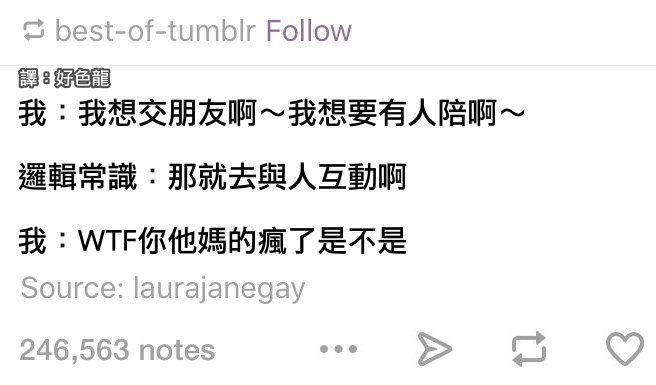 best-of-tumblr Follow
譯：好色龍
我：我想交朋友啊～我想要有人陪啊～
邏輯常識：那就去與人互動啊
我：WTF你他媽的瘋了是不是
Source: laurajanegay
246,563 notes